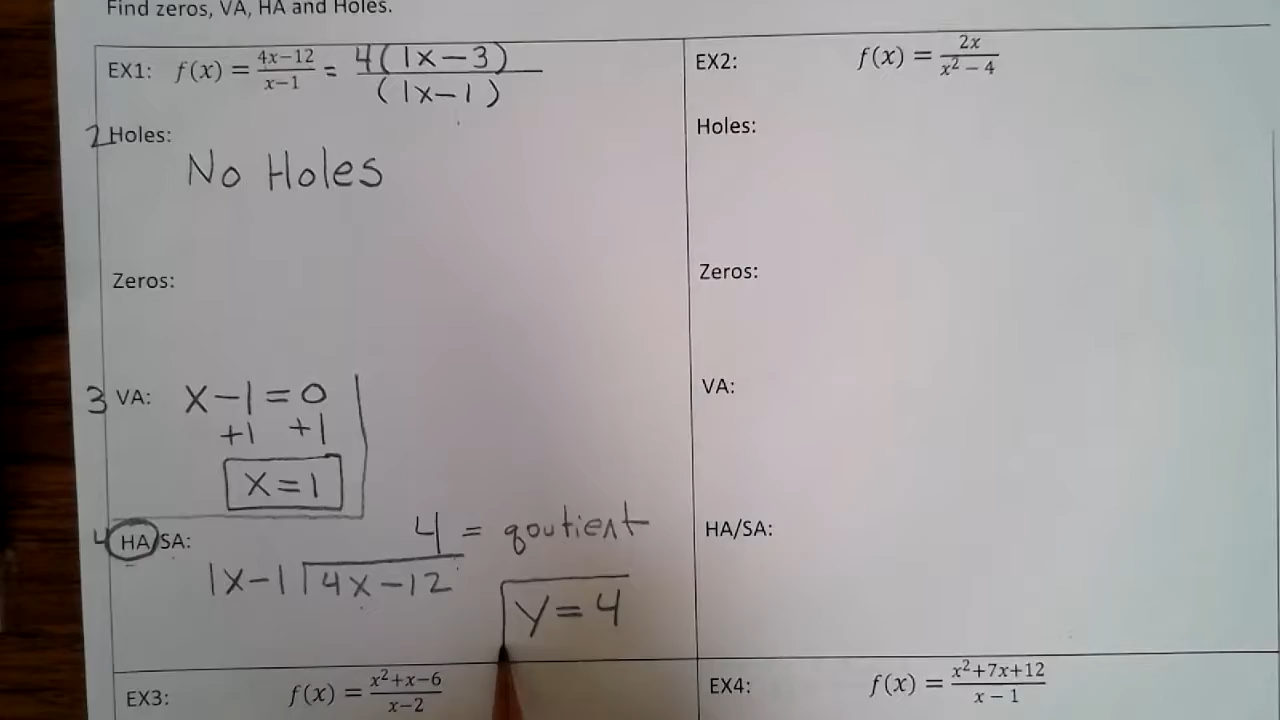 Find zeros, VA, HA and Holes.
EX1: f(x) = 4x−12/x−1 = 4(1x−3)/(1x−1)
2 Holes:
No Holes
Zeros:
3 VA: x−1=0
+1 +1
x=1
4 HA/SA:
4 = qoutient
1x−1 4x−12
y=4
EX2: f(x) = 2x/x² − 4
Holes:
Zeros:
VA:
HA/SA:
EX3: f(x) = x²+x−6/x−2
EX4: f(x) = x²+7x+12/x − 1